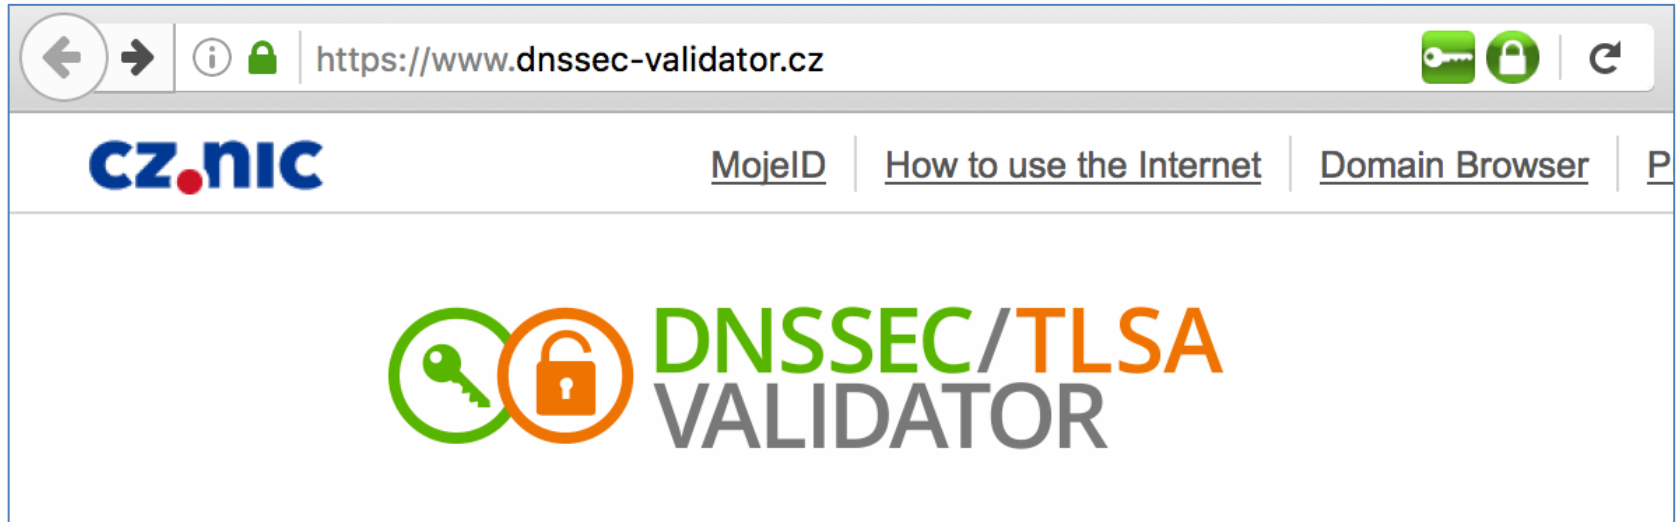 https://www.dnssec-validator.cz
cz.nic
MojeID
How to use the Internet
Domain Browser
P
DNSSEC/TLSA
VALIDATOR